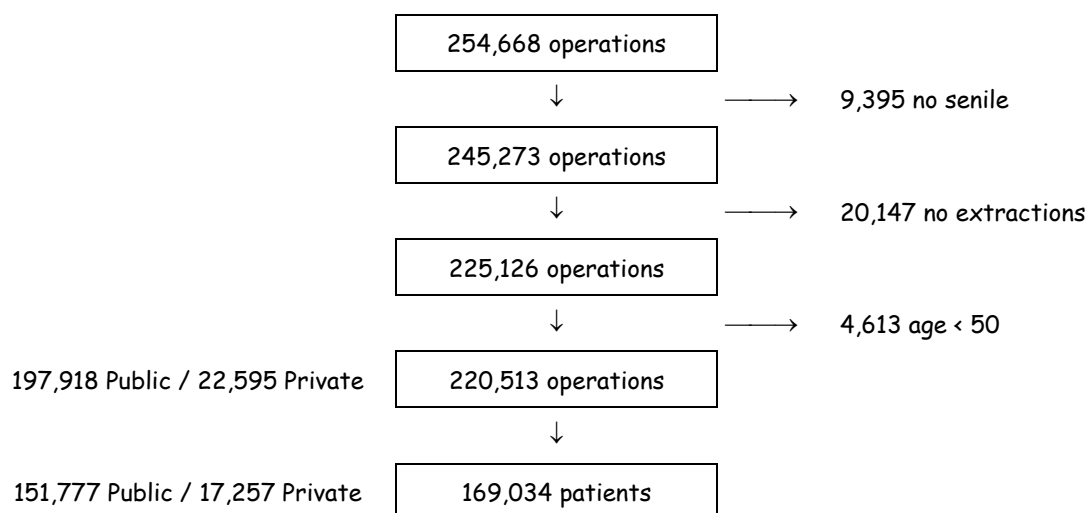 254,668 operations
↓ → 9,395 no senile
245,273 operations
↓ → 20,147 no extractions
225,126 operations
↓ → 4,613 age < 50
197,918 Public / 22,595 Private 220,513 operations
↓
151,777 Public / 17,257 Private 169,034 patients